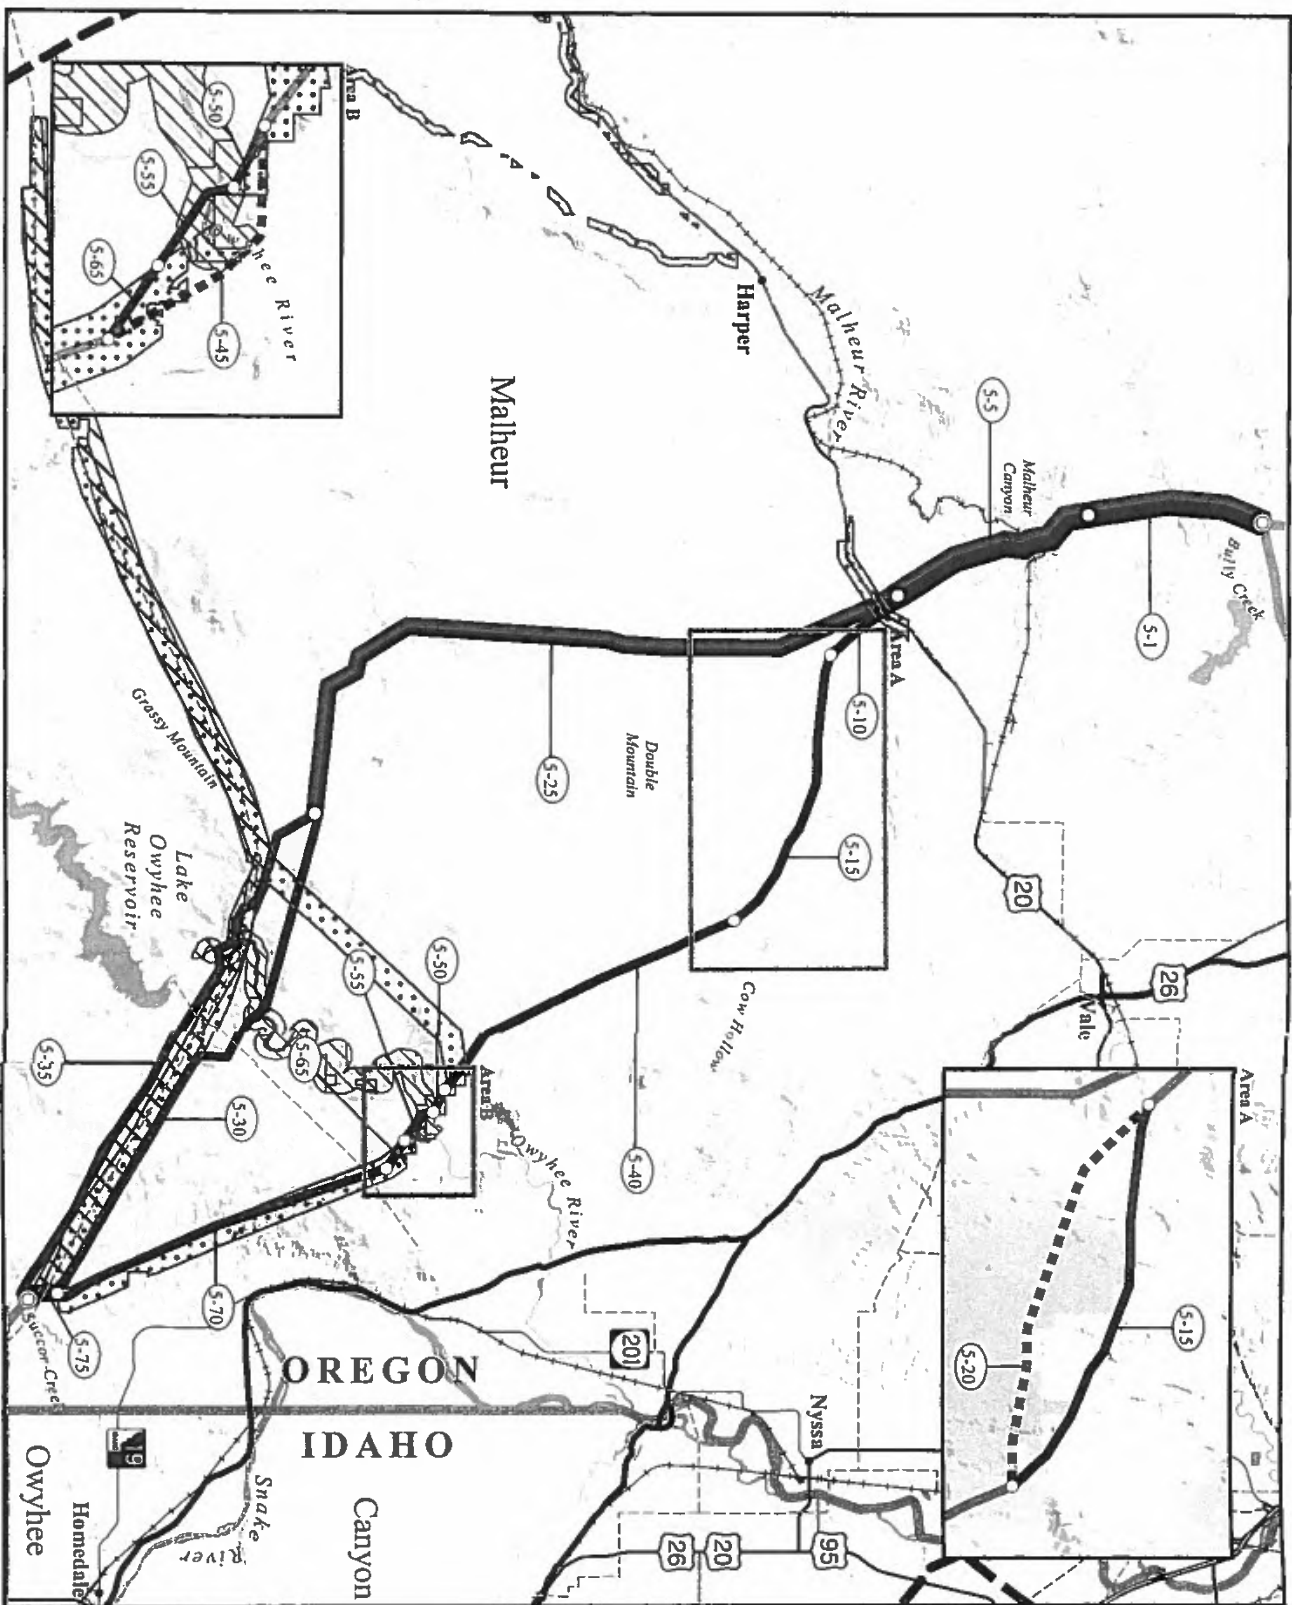 Area B
5-50
5-55
5-65
5-45
hee River
Harper
Malheur
River
Malheur
5-5
Malheur
Canyon
Bully Creek
5-1
rea A
5-10
5-15
Double
Mountain
5-25
Grassy Mountain
Lake
Owyhee
Reservoir
20
26
Vale
Cow Hollow
5-50
5-55
5-65
Area B
Owyhee River
5-40
5-35
5-30
5-70
5-75
Succor Cree
Area A
5-15
5-20
201
Nyssa
OREGON
IDAHO
19
Snake
River
Canyon
Owyhee
Homedale
26
20
95